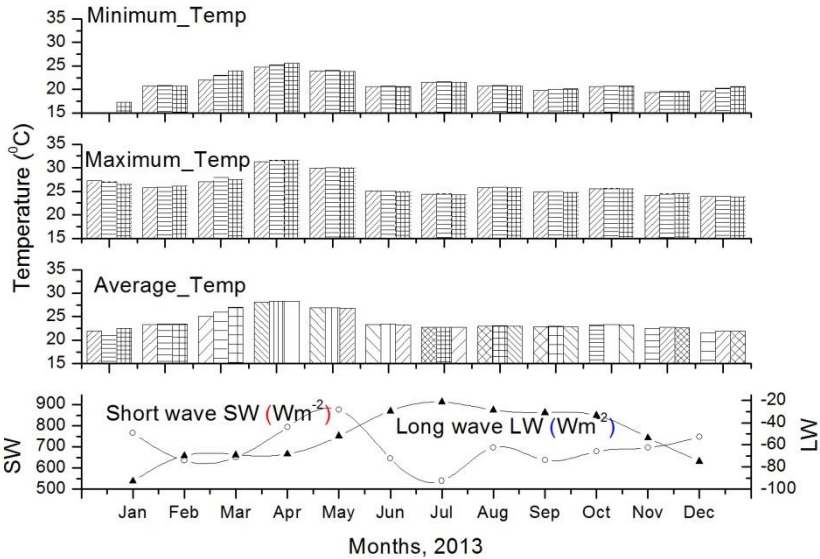 Minimum_Temp
35
30
25
20
15
Maximum_Temp
35
30
25
20
15
Temperature (⁰C)
Average_Temp
35
30
25
20
15
Short wave SW (Wm⁻²)
Long wave LW (Wm⁻²)
SW
900
800
700
600
500
LW
-20
-40
-60
-80
-100
Jan Feb Mar Apr May Jun Jul Aug Sep Oct Nov Dec
Months, 2013